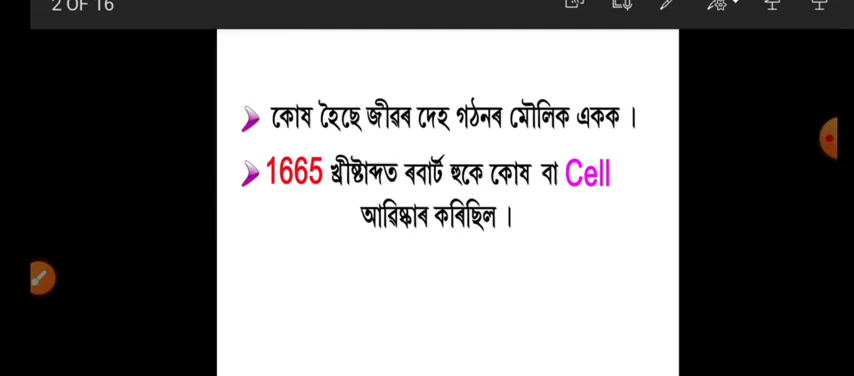 2 OF 16
কোষ হৈছে জীৱৰ দেহ গঠনৰ মৌলিক একক ।
1665 খ্ৰীষ্টাব্দত ৰবাৰ্ট হুকে কোষ বা Cell
আৱিষ্কাৰ কৰিছিল ।